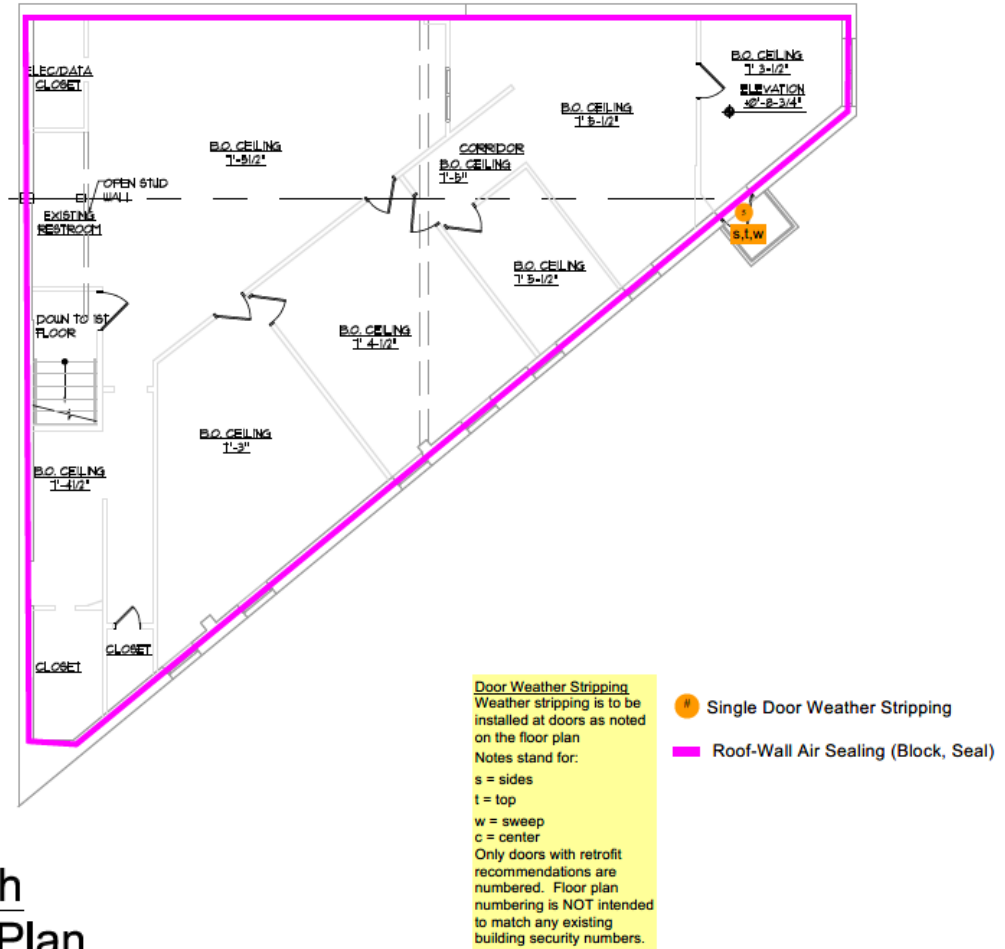 ELEC/DATA
CLOSET
B.O. CEILING
7'-5 1/2"
B.O. CEILING
7' 5-1/2"
B.O. CEILING
7' 3-1/2"
ELEVATION
CORRIDOR
B.O. CEILING
7'-5"
OPEN STUD
WALL
EXISTING
RESTROOM
s,t,w
B.O. CEILING
7' 5-1/2"
DOWN TO 1ST
FLOOR
B.O. CEILING
7' 4-1/2"
B.O. CEILING
7'-3"
B.O. CEILING
7'-4 1/2"
CLOSET
CLOSET
Door Weather Stripping
Weather stripping is to be
installed at doors as noted
on the floor plan
Notes stand for:
s = sides
t = top
w = sweep
c = center
Only doors with retrofit
recommendations are
numbered. Floor plan
numbering is NOT intended
to match any existing
building security numbers.
# Single Door Weather Stripping
Roof-Wall Air Sealing (Block, Seal)
h
Plan